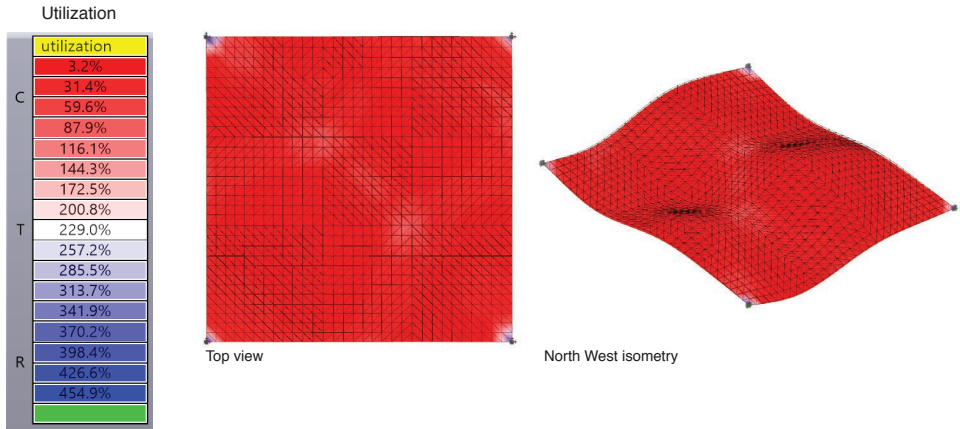 Utilization
utilization
3.2%
31.4%
C
59.6%
87.9%
116.1%
144.3%
172.5%
200.8%
T
229.0%
257.2%
285.5%
313.7%
341.9%
370.2%
R
398.4%
426.6%
454.9%
Top view
North West isometry